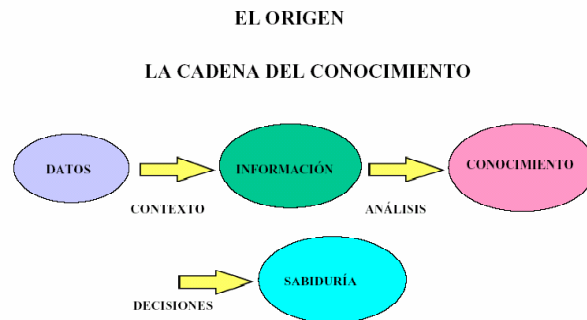 EL ORIGEN
LA CADENA DEL CONOCIMIENTO
DATOS
CONTEXTO
INFORMACIÓN
ANÁLISIS
CONOCIMIENTO
DECISIONES
SABIDURÍA